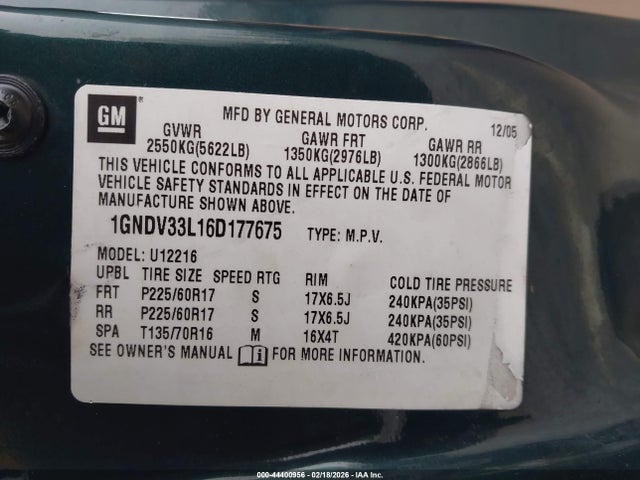 GM ®
MFD BY GENERAL MOTORS CORP. 12/05
GVWR GAWR FRT GAWR RR
2550KG(5622LB) 1350KG(2976LB) 1300KG(2866LB)
THIS VEHICLE CONFORMS TO ALL APPLICABLE U.S. FEDERAL MOTOR
VEHICLE SAFETY STANDARDS IN EFFECT ON THE DATE OF
MANUFACTURE SHOWN ABOVE.
1GNDV33L16D177675 TYPE: M.P.V.
MODEL: U12216
UPBL TIRE SIZE SPEED RTG RIM COLD TIRE PRESSURE
FRT P225/60R17 S 17X6.5J 240KPA(35PSI)
RR P225/60R17 S 17X6.5J 240KPA(35PSI)
SPA T135/70R16 M 16X4T 420KPA(60PSI)
SEE OWNER'S MANUAL i FOR MORE INFORMATION.
000-44400956 - 02/18/2026 - IAA Inc.